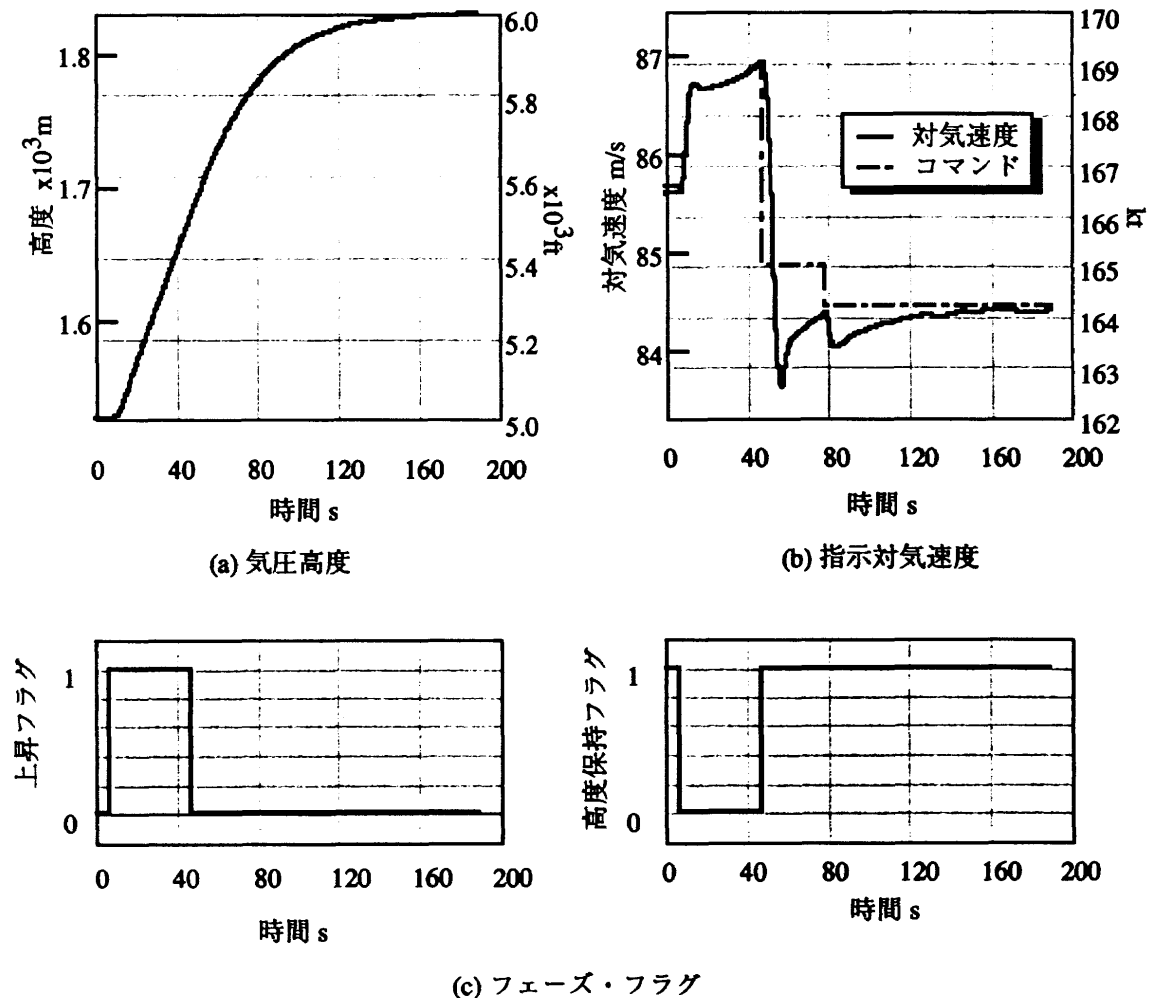 高度 x10³m
1.8
1.7
1.6
6.0
5.8
5.6
5.4
5.2
5.0
x10³ft
0 40 80 120 160 200
時間 s
(a) 気圧高度
対気速度 m/s
87
86
85
84
170
169
168
167
166
165
164
163
162
kt
対気速度
コマンド
0 40 80 120 160 200
時間 s
(b) 指示対気速度
上昇フラグ
1
0
0 40 80 120 160 200
時間 s
高度保持フラグ
1
0
0 40 80 120 160 200
時間 s
(c) フェーズ・フラグ